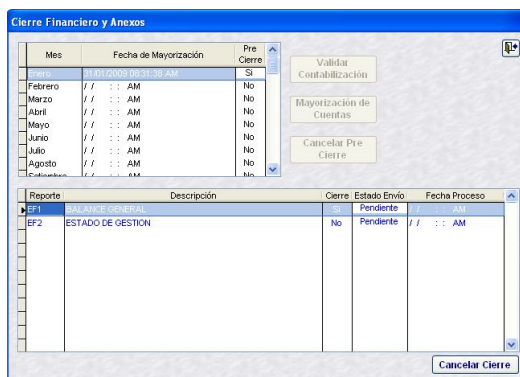 Cierre Financiero y Anexos
Mes Fecha de Mayorización Pre Cierre
Enero 31/01/2009 08:31:36 AM Si
Febrero / / : : AM No
Marzo / / : : AM No
Abril / / : : AM No
Mayo / / : : AM No
Junio / / : : AM No
Julio / / : : AM No
Agosto / / : : AM No
Setiembre / / : : AM No
Validar Contabilización
Mayorización de Cuentas
Cancelar Pre Cierre
Reporte Descripción Cierre Estado Envío Fecha Proceso
EF1 BALANCE GENERAL Si Pendiente / / : : AM
EF2 ESTADO DE GESTION No Pendiente / / : : AM
Cancelar Cierre